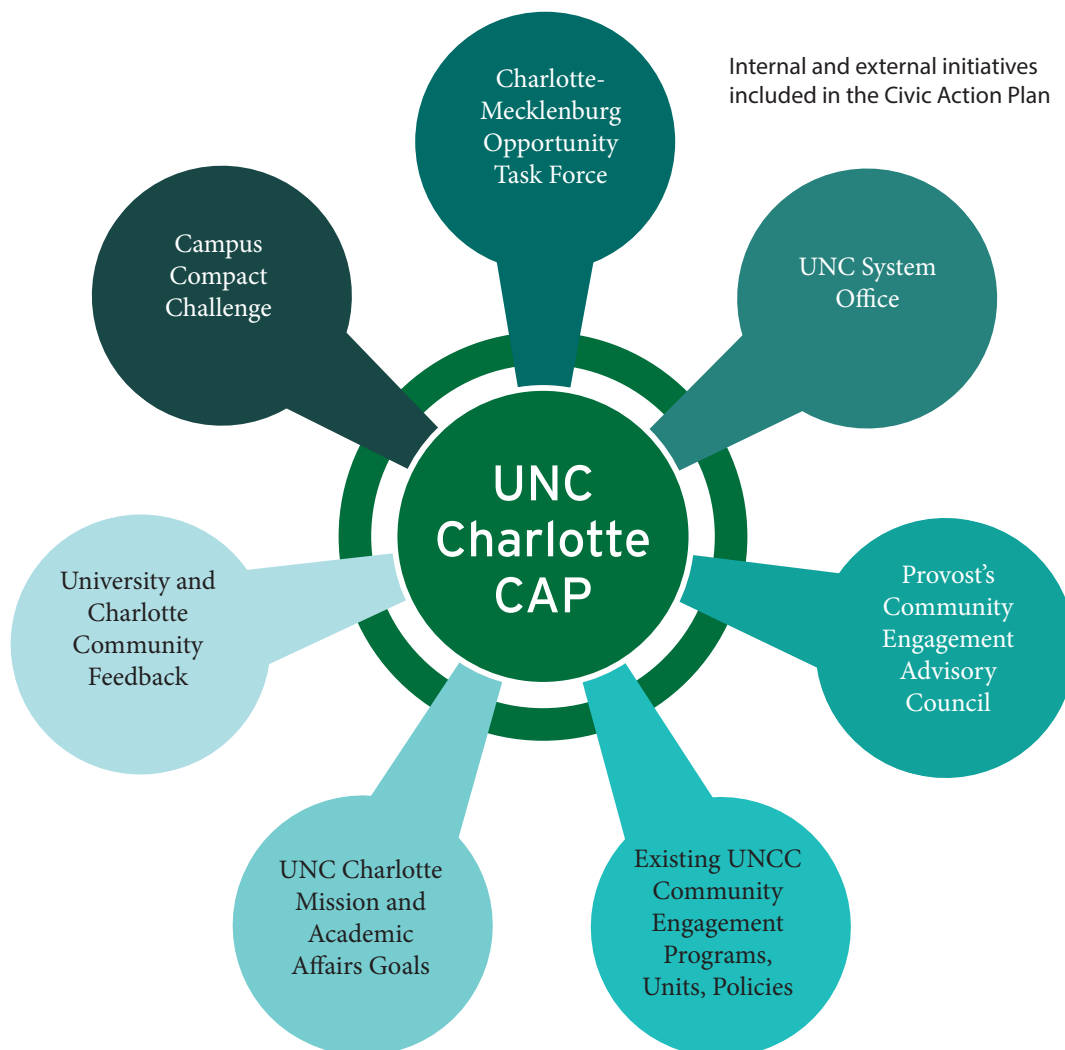 Internal and external initiatives
included in the Civic Action Plan
Charlotte-
Mecklenburg
Opportunity
Task Force
UNC System
Office
Provost's
Community
Engagement
Advisory
Council
Existing UNCC
Community
Engagement
Programs,
Units, Policies
UNC Charlotte
Mission and
Academic
Affairs Goals
University and
Charlotte
Community
Feedback
Campus
Compact
Challenge
UNC
Charlotte
CAP